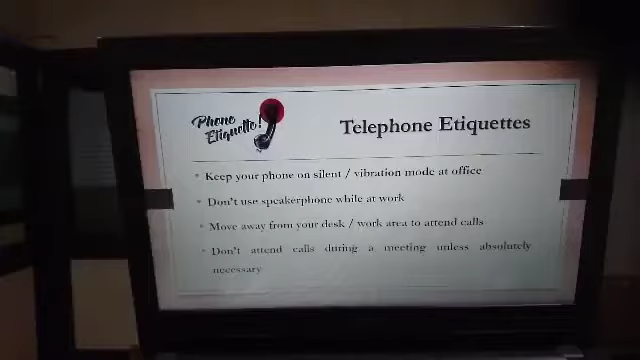 Phone
Etiquette!
Telephone Etiquettes
• Keep your phone on silent / vibration mode at office
• Don't use speakerphone while at work
• Move away from your desk / work area to attend calls
• Don't attend calls during a meeting unless absolutely
necessary